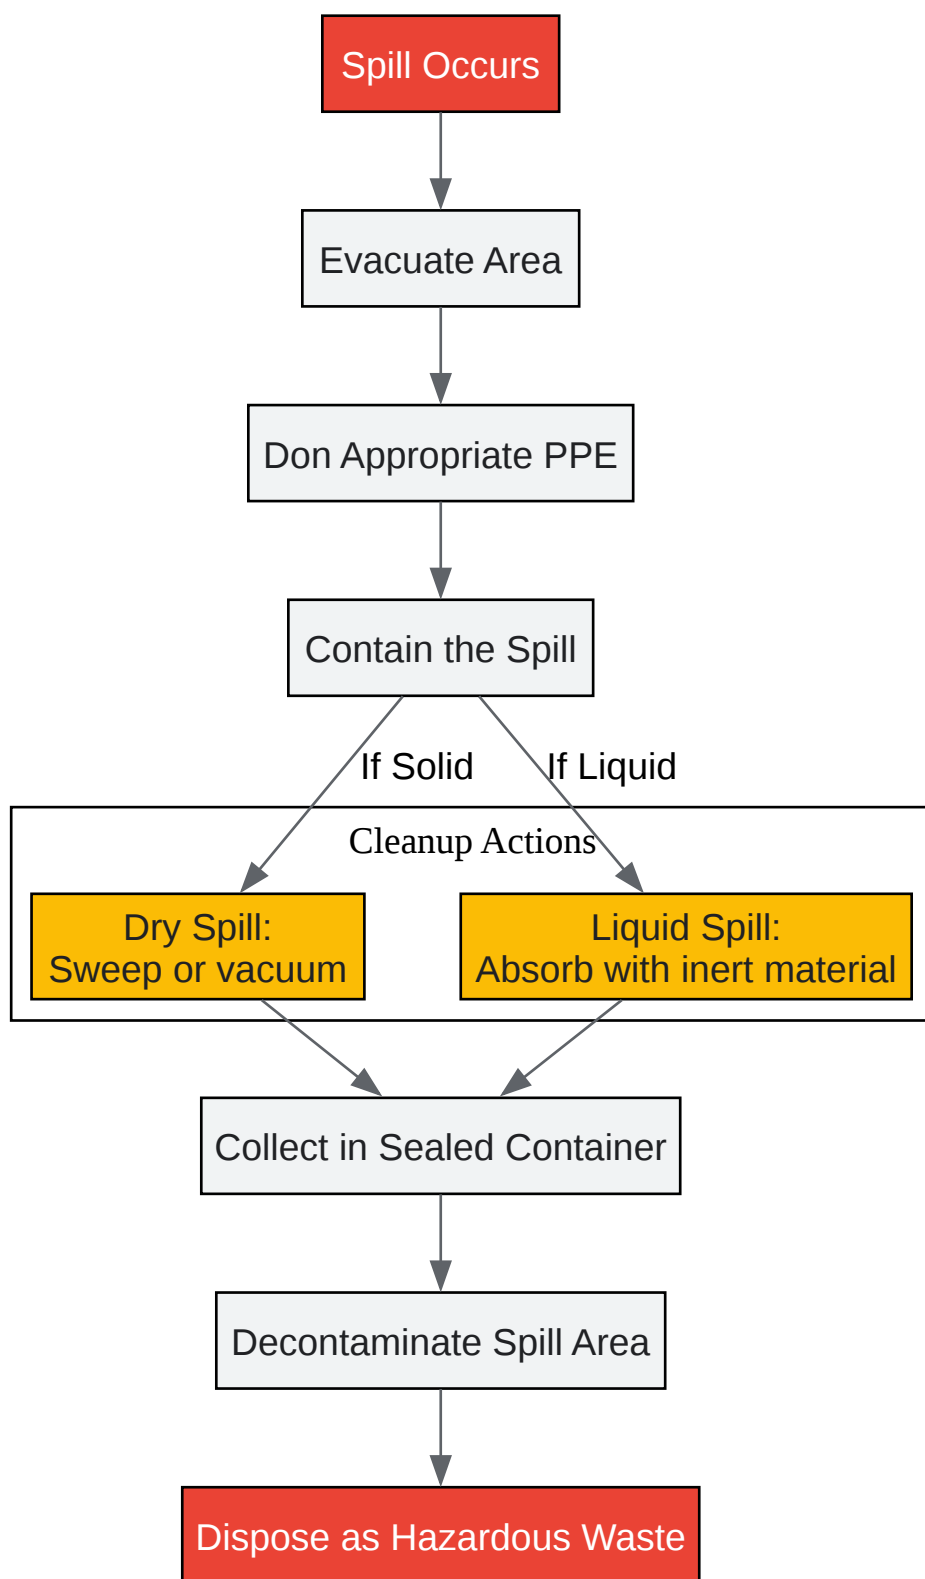 Spill Occurs
Evacuate Area
Don Appropriate PPE
Contain the Spill
If Solid
If Liquid
Cleanup Actions
Dry Spill:
Sweep or vacuum
Liquid Spill:
Absorb with inert material
Collect in Sealed Container
Decontaminate Spill Area
Dispose as Hazardous Waste